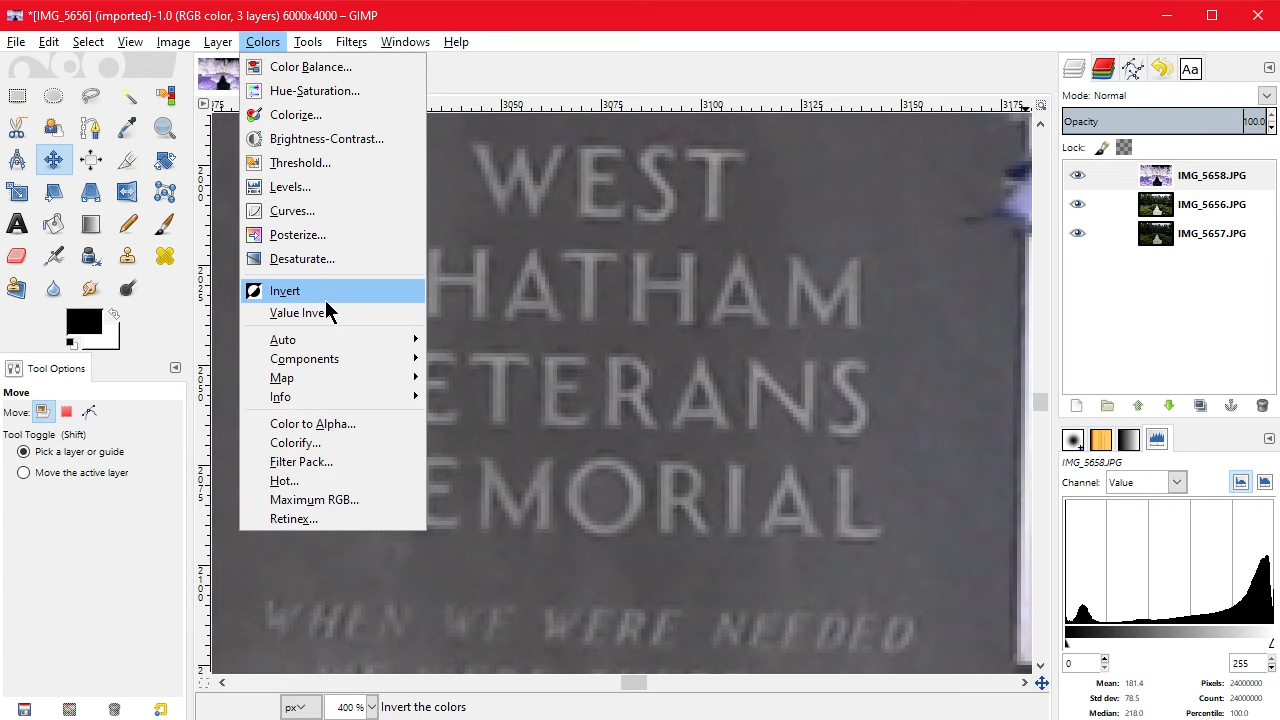 *[IMG_5656] (imported)-1.0 (RGB color, 3 layers) 6000x4000 – GIMP
File Edit Select View Image Layer Colors Tools Filters Windows Help
Color Balance...
Hue-Saturation...
Colorize...
Brightness-Contrast...
Threshold...
Levels...
Curves...
Posterize...
Desaturate...
Invert
Value Inve
Auto
Components
Map
Info
Color to Alpha...
Colorify...
Filter Pack...
Hot...
Maximum RGB...
Retinex...
3050 3075 3100 3125 3150 3175
WEST
HATHAM
ETERANS
EMORIAL
WHEN WE WERE NEEDED
Tool Options
Move
Move:
Tool Toggle (Shift)
Pick a layer or guide
Move the active layer
px 400 % Invert the colors
Mode: Normal
Opacity 100.0
Lock:
IMG_5658.JPG
IMG_5656.JPG
IMG_5657.JPG
IMG_5658.JPG
Channel: Value
0 255
Mean: 181.4 Pixels: 24000000
Std dev: 78.5 Count: 24000000
Median: 218.0 Percentile: 100.0